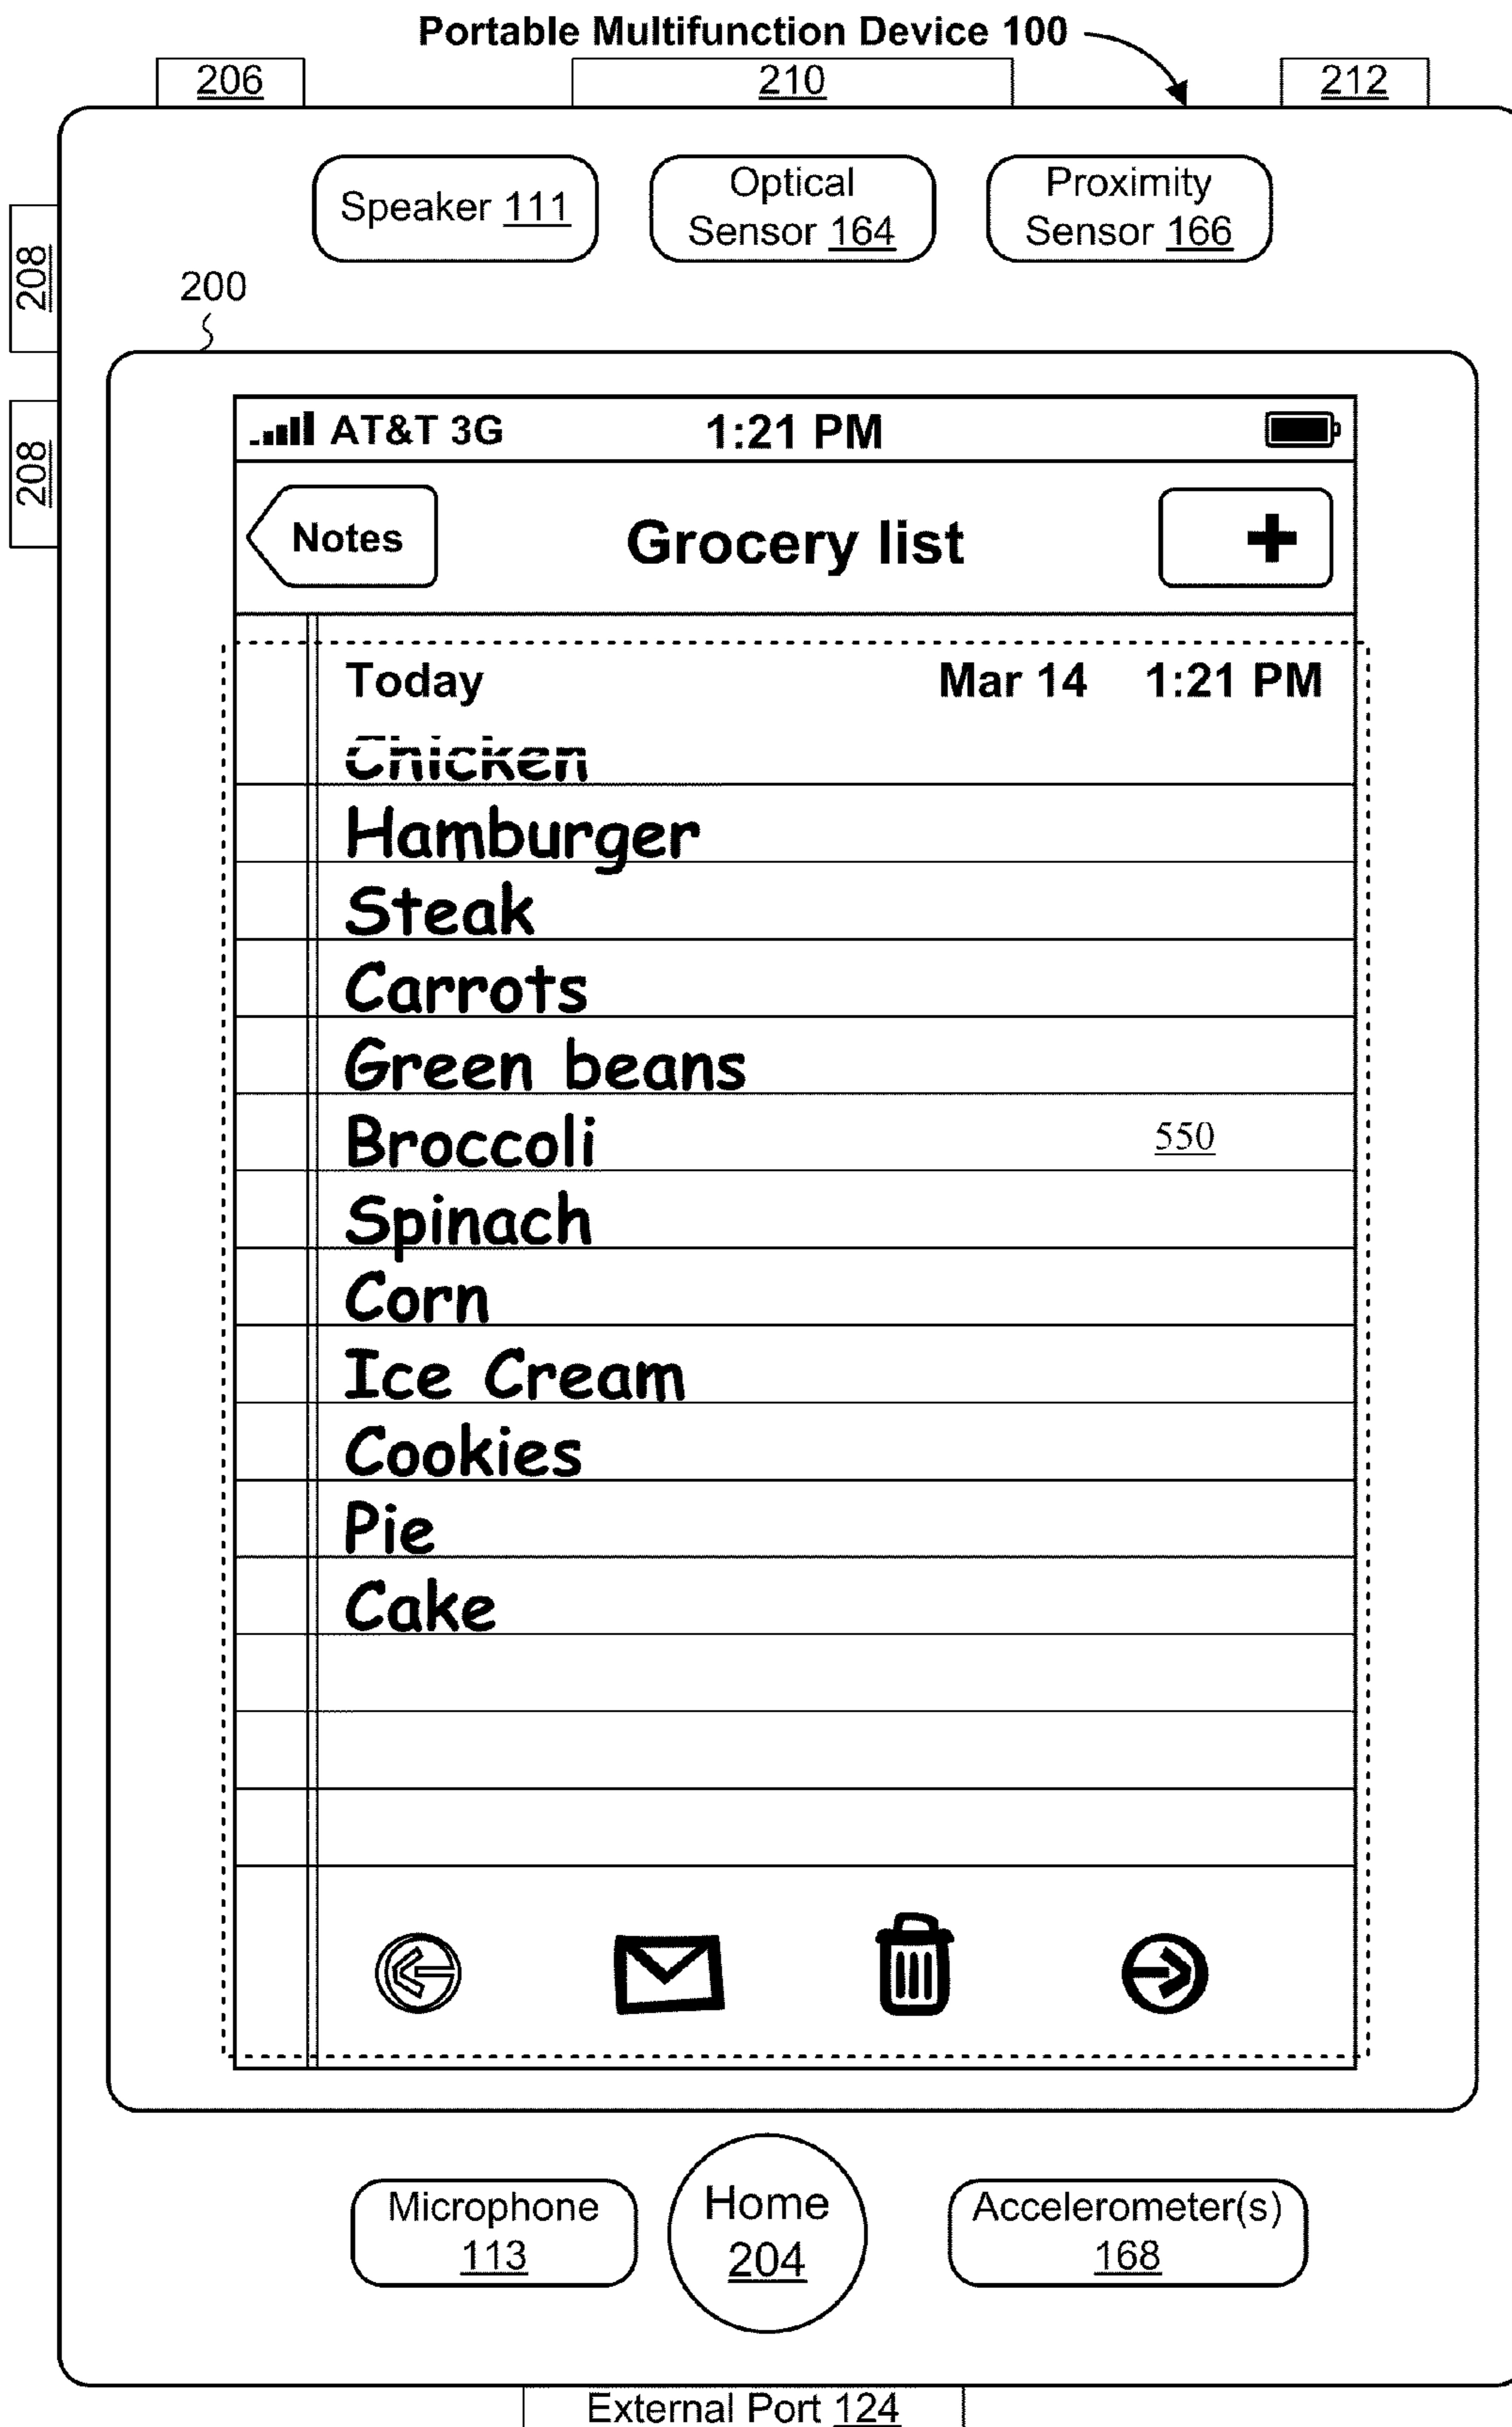 Portable Multifunction Device 100
206 210 212
Speaker 111
Optical Sensor 164
Proximity Sensor 166
208
200
208
AT&T 3G 1:21 PM
Notes Grocery list +
Today Mar 14 1:21 PM
Chicken
Hamburger
Steak
Carrots
Green beans
Broccoli 550
Spinach
Corn
Ice Cream
Cookies
Pie
Cake
Microphone 113
Home 204
Accelerometer(s) 168
External Port 124